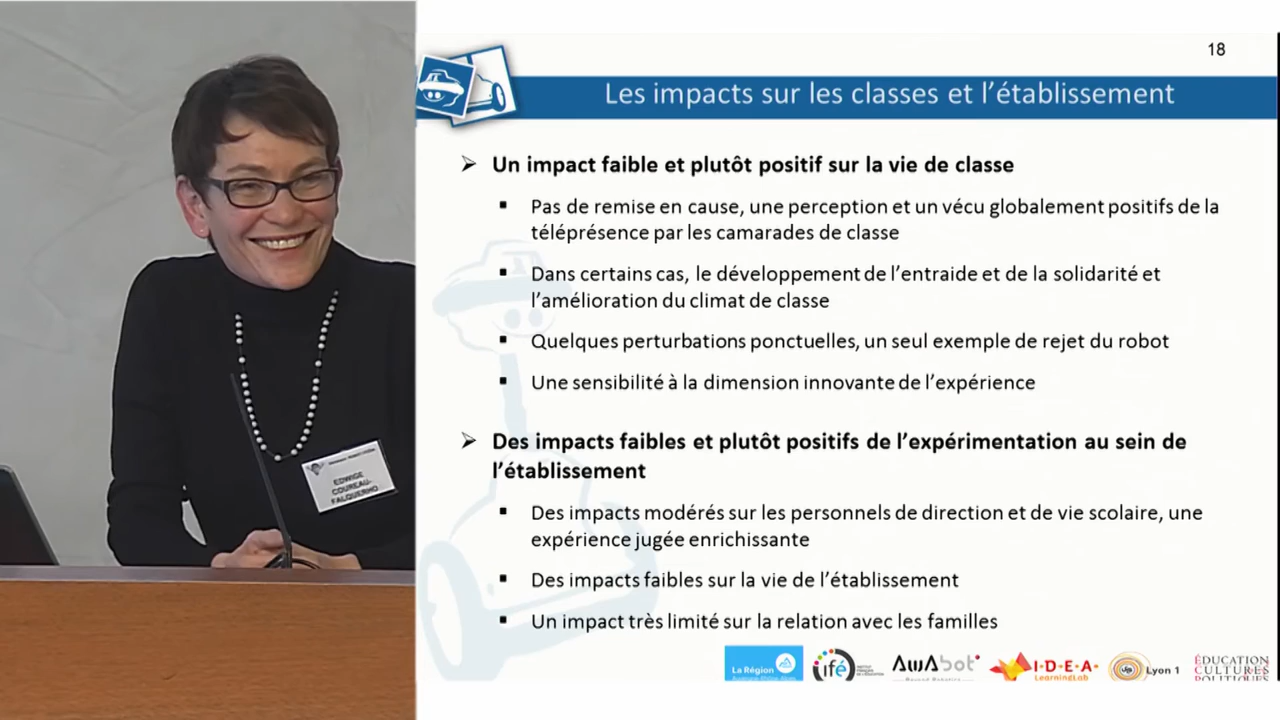 18
Les impacts sur les classes et l'établissement
Un impact faible et plutôt positif sur la vie de classe
Pas de remise en cause, une perception et un vécu globalement positifs de la
téléprésence par les camarades de classe
Dans certains cas, le développement de l'entraide et de la solidarité et
l'amélioration du climat de classe
Quelques perturbations ponctuelles, un seul exemple de rejet du robot
Une sensibilité à la dimension innovante de l'expérience
Des impacts faibles et plutôt positifs de l'expérimentation au sein de
l'établissement
Des impacts modérés sur les personnels de direction et de vie scolaire, une
expérience jugée enrichissante
Des impacts faibles sur la vie de l'établissement
Un impact très limité sur la relation avec les familles
EDWIGE
COUREAU-
FALQUERHO
La Région
Auvergne-Rhône-Alpes
ifé
AwAbot
Beyond Robotics
I·D·E·A·
LearningLab
Lyon 1
ÉDUCATION
CULTURES
POLITIQUES